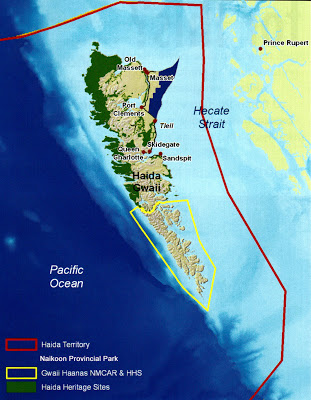 Prince Rupert
Old
Massett
Masset
Port
Clements
Hecate
Strait
Tlell
Queen
Charlotte
Skidegate
Sandspit
Haida
Gwaii
Pacific
Ocean
Haida Territory
Naikoon Provincial Park
Gwaii Haanas NMCAR & HHS
Haida Heritage Sites